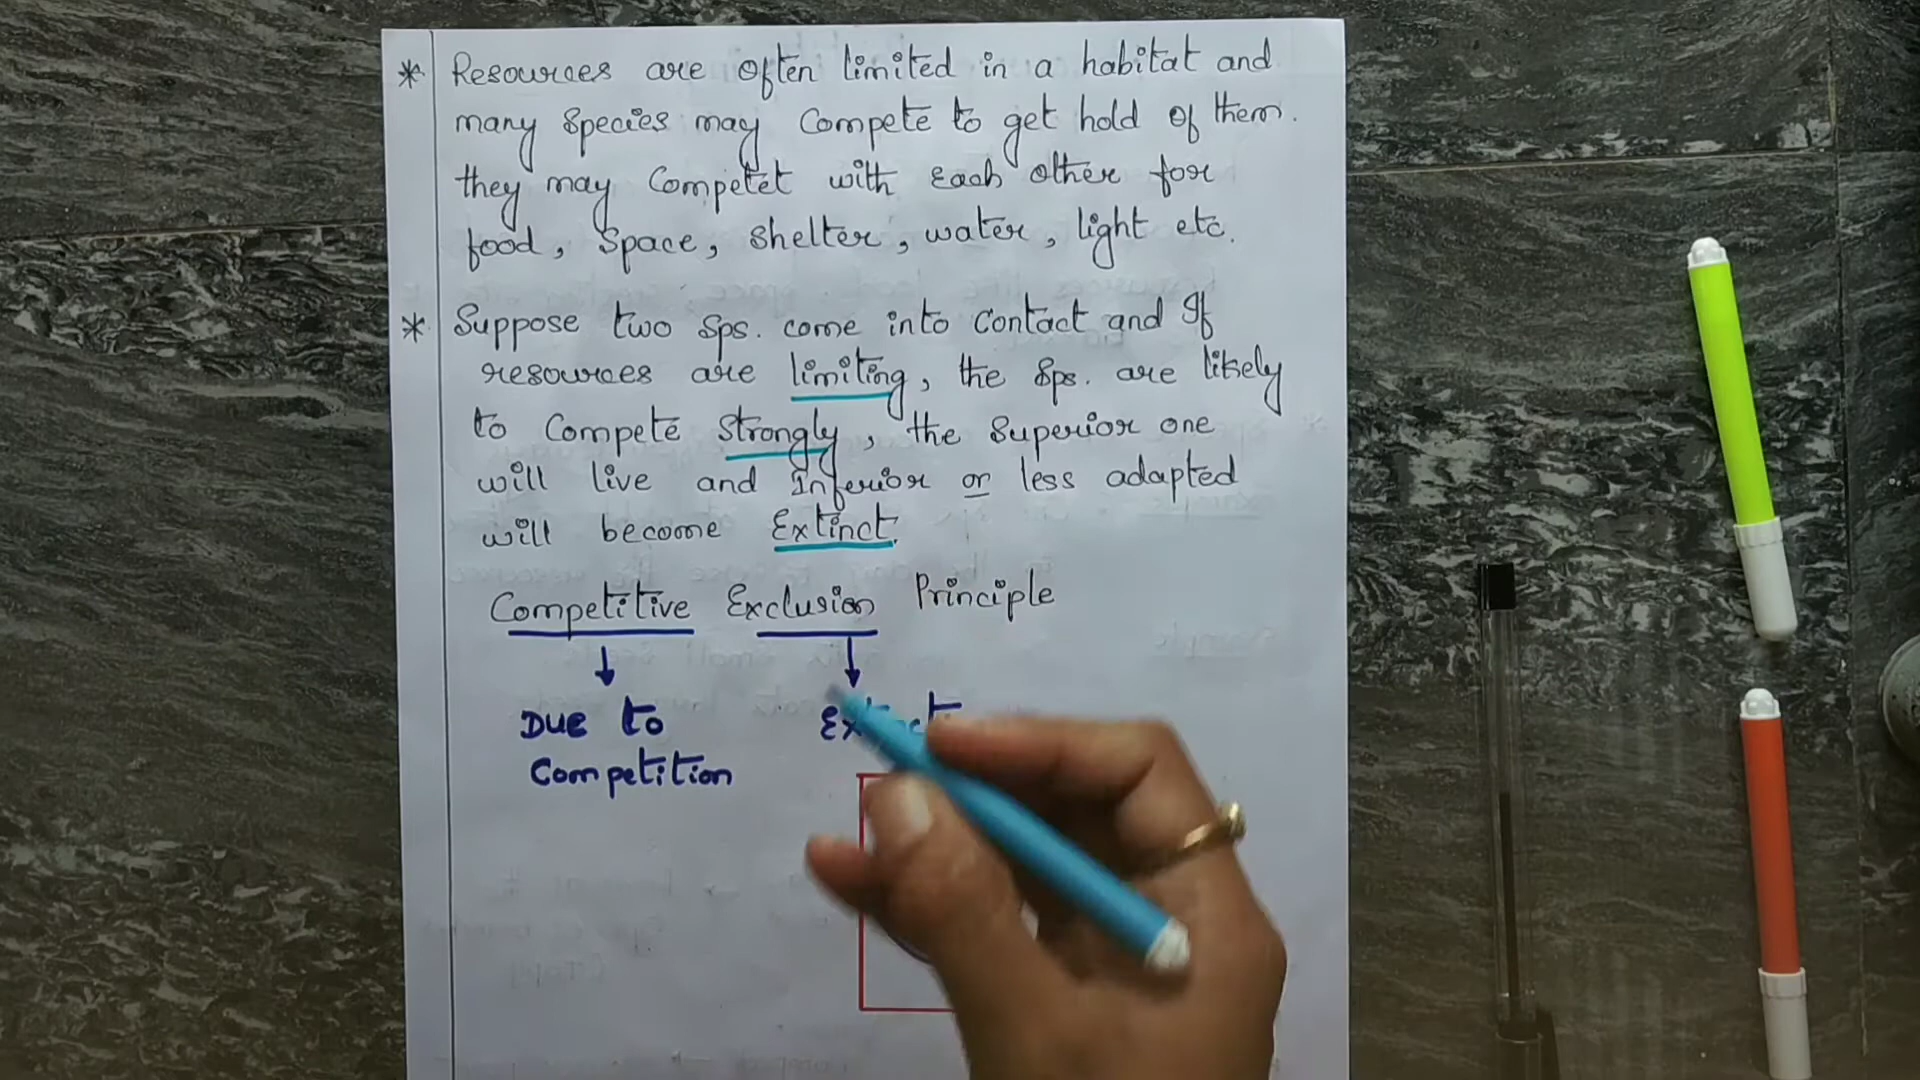 * Resources are often limited in a habitat and
many species may compete to get hold of them.
they may competet with each other for
food, space, shelter, water, light etc.
* Suppose two sps. come into contact and If
resources are limiting, the sps. are likely
to compete strongly, the superior one
will live and Inferior or less adapted
will become Extinct.
Competitive Exclusion Principle
Due to
Competition